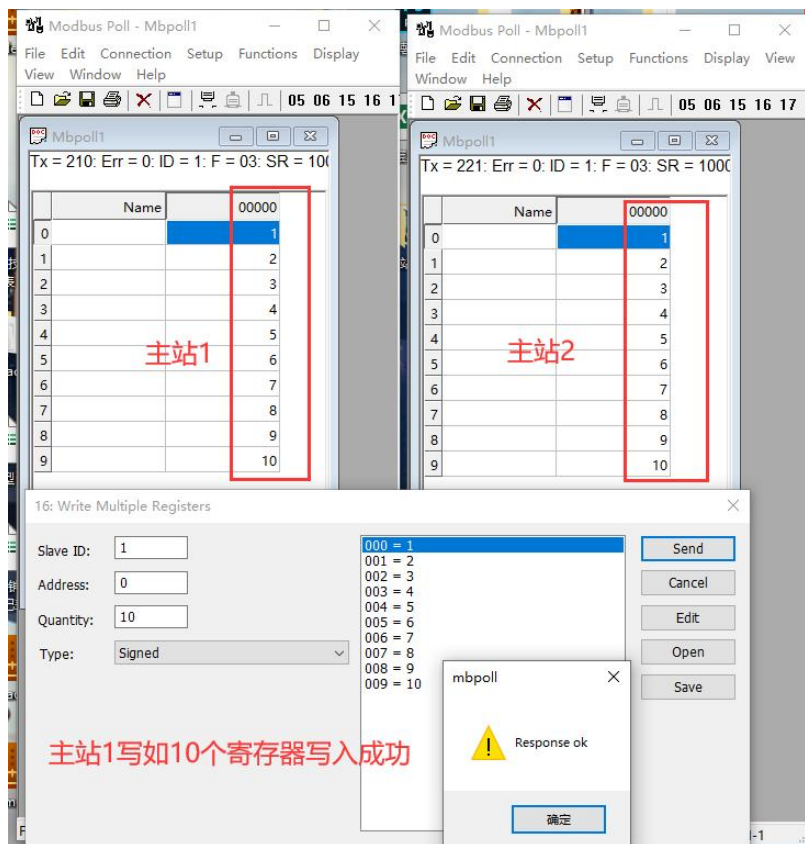 Modbus Poll - Mbpoll1
File Edit Connection Setup Functions Display
View Window Help
05 06 15 16 1
Mbpoll1
Tx = 210: Err = 0: ID = 1: F = 03: SR = 100
Name 00000
0 1
1 2
2 3
3 4
4 5
5 6
6 7
7 8
8 9
9 10
主站1
Modbus Poll - Mbpoll1
File Edit Connection Setup Functions Display View
Window Help
05 06 15 16 17
Mbpoll1
Tx = 221: Err = 0: ID = 1: F = 03: SR = 1000
Name 00000
0 1
1 2
2 3
3 4
4 5
5 6
6 7
7 8
8 9
9 10
主站2
16: Write Multiple Registers
Slave ID: 1
Address: 0
Quantity: 10
Type: Signed
000 = 1
001 = 2
002 = 3
003 = 4
004 = 5
005 = 6
006 = 7
007 = 8
008 = 9
009 = 10
Send
Cancel
Edit
Open
Save
mbpoll
Response ok
确定
主站1写如10个寄存器写入成功